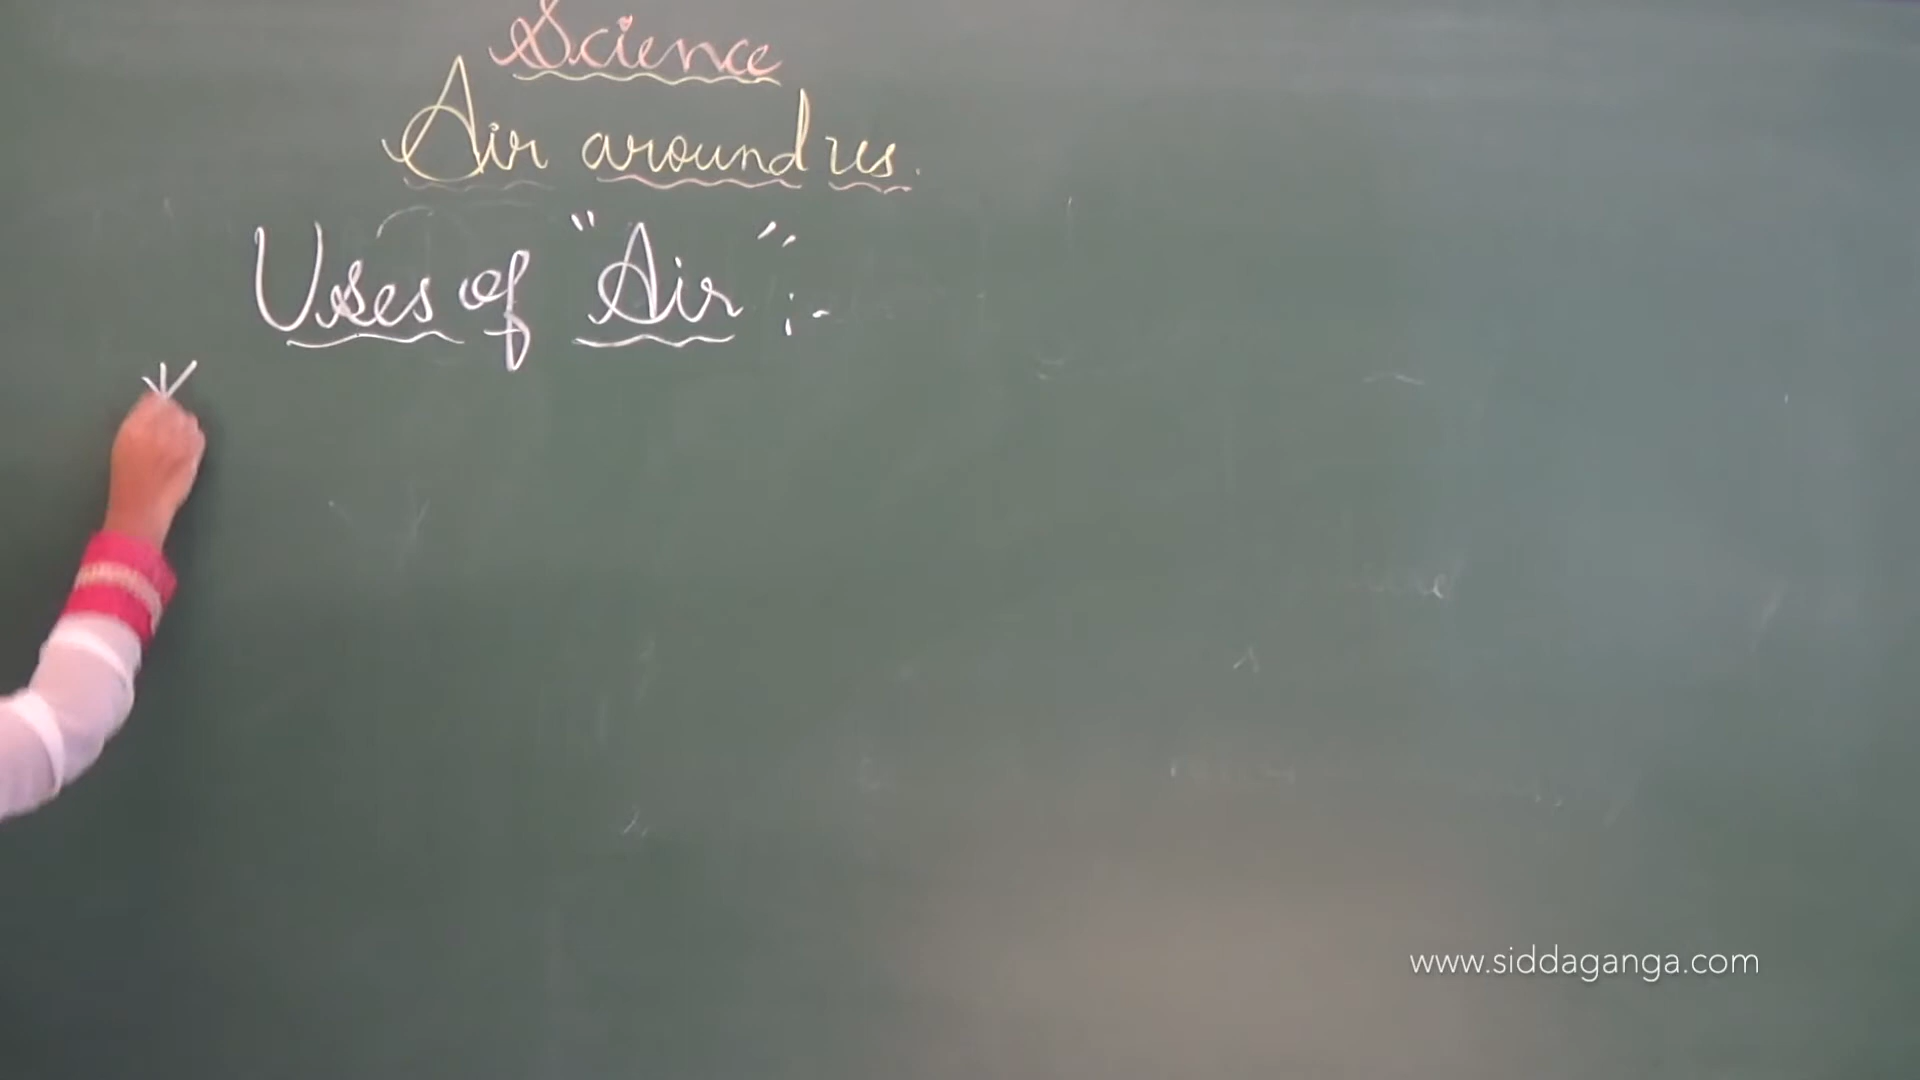 Science
Air around us.
Uses of "Air" :-
www.siddaganga.com